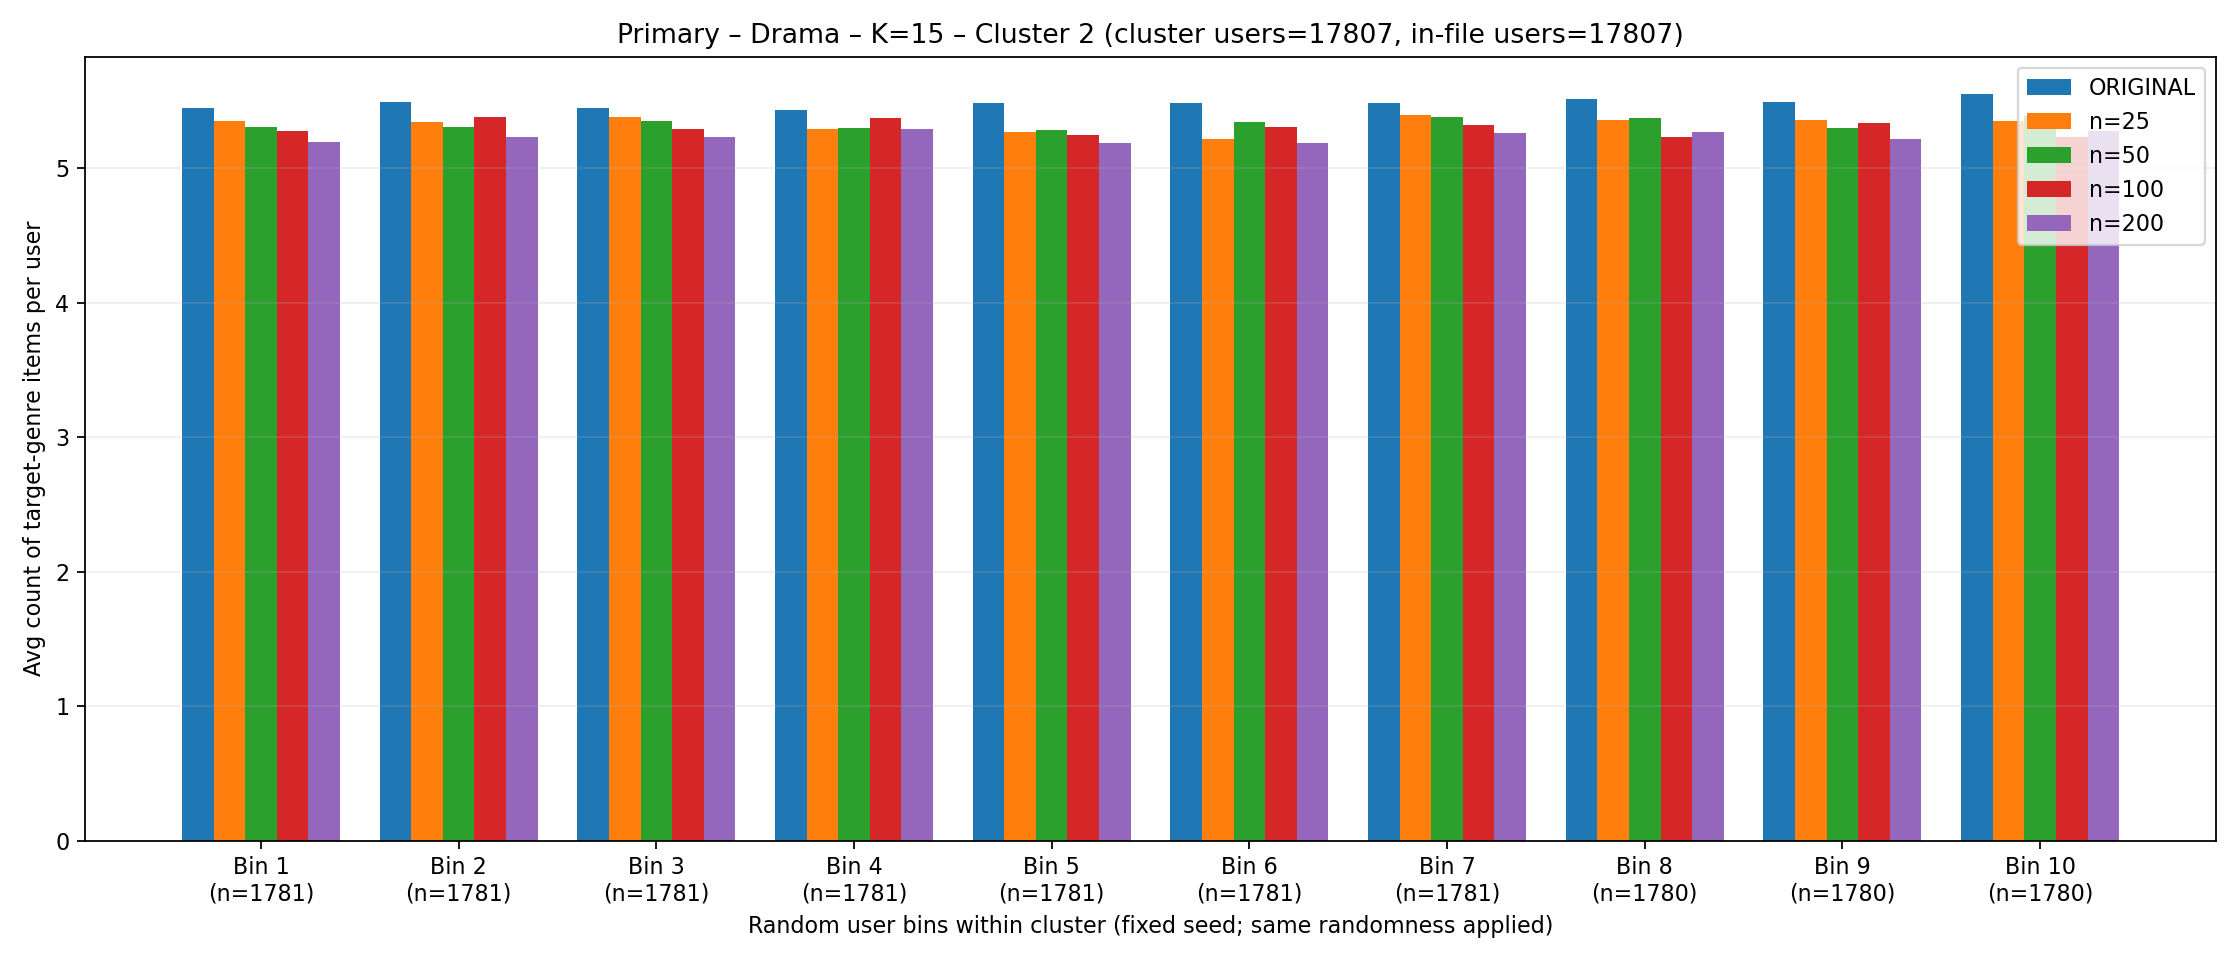 Primary – Drama – K=15 – Cluster 2 (cluster users=17807, in-file users=17807)
Avg count of target-genre items per user
5
4
3
2
1
0
ORIGINAL
n=25
n=50
n=100
n=200
Bin 1
(n=1781)
Bin 2
(n=1781)
Bin 3
(n=1781)
Bin 4
(n=1781)
Bin 5
(n=1781)
Bin 6
(n=1781)
Bin 7
(n=1781)
Bin 8
(n=1780)
Bin 9
(n=1780)
Bin 10
(n=1780)
Random user bins within cluster (fixed seed; same randomness applied)